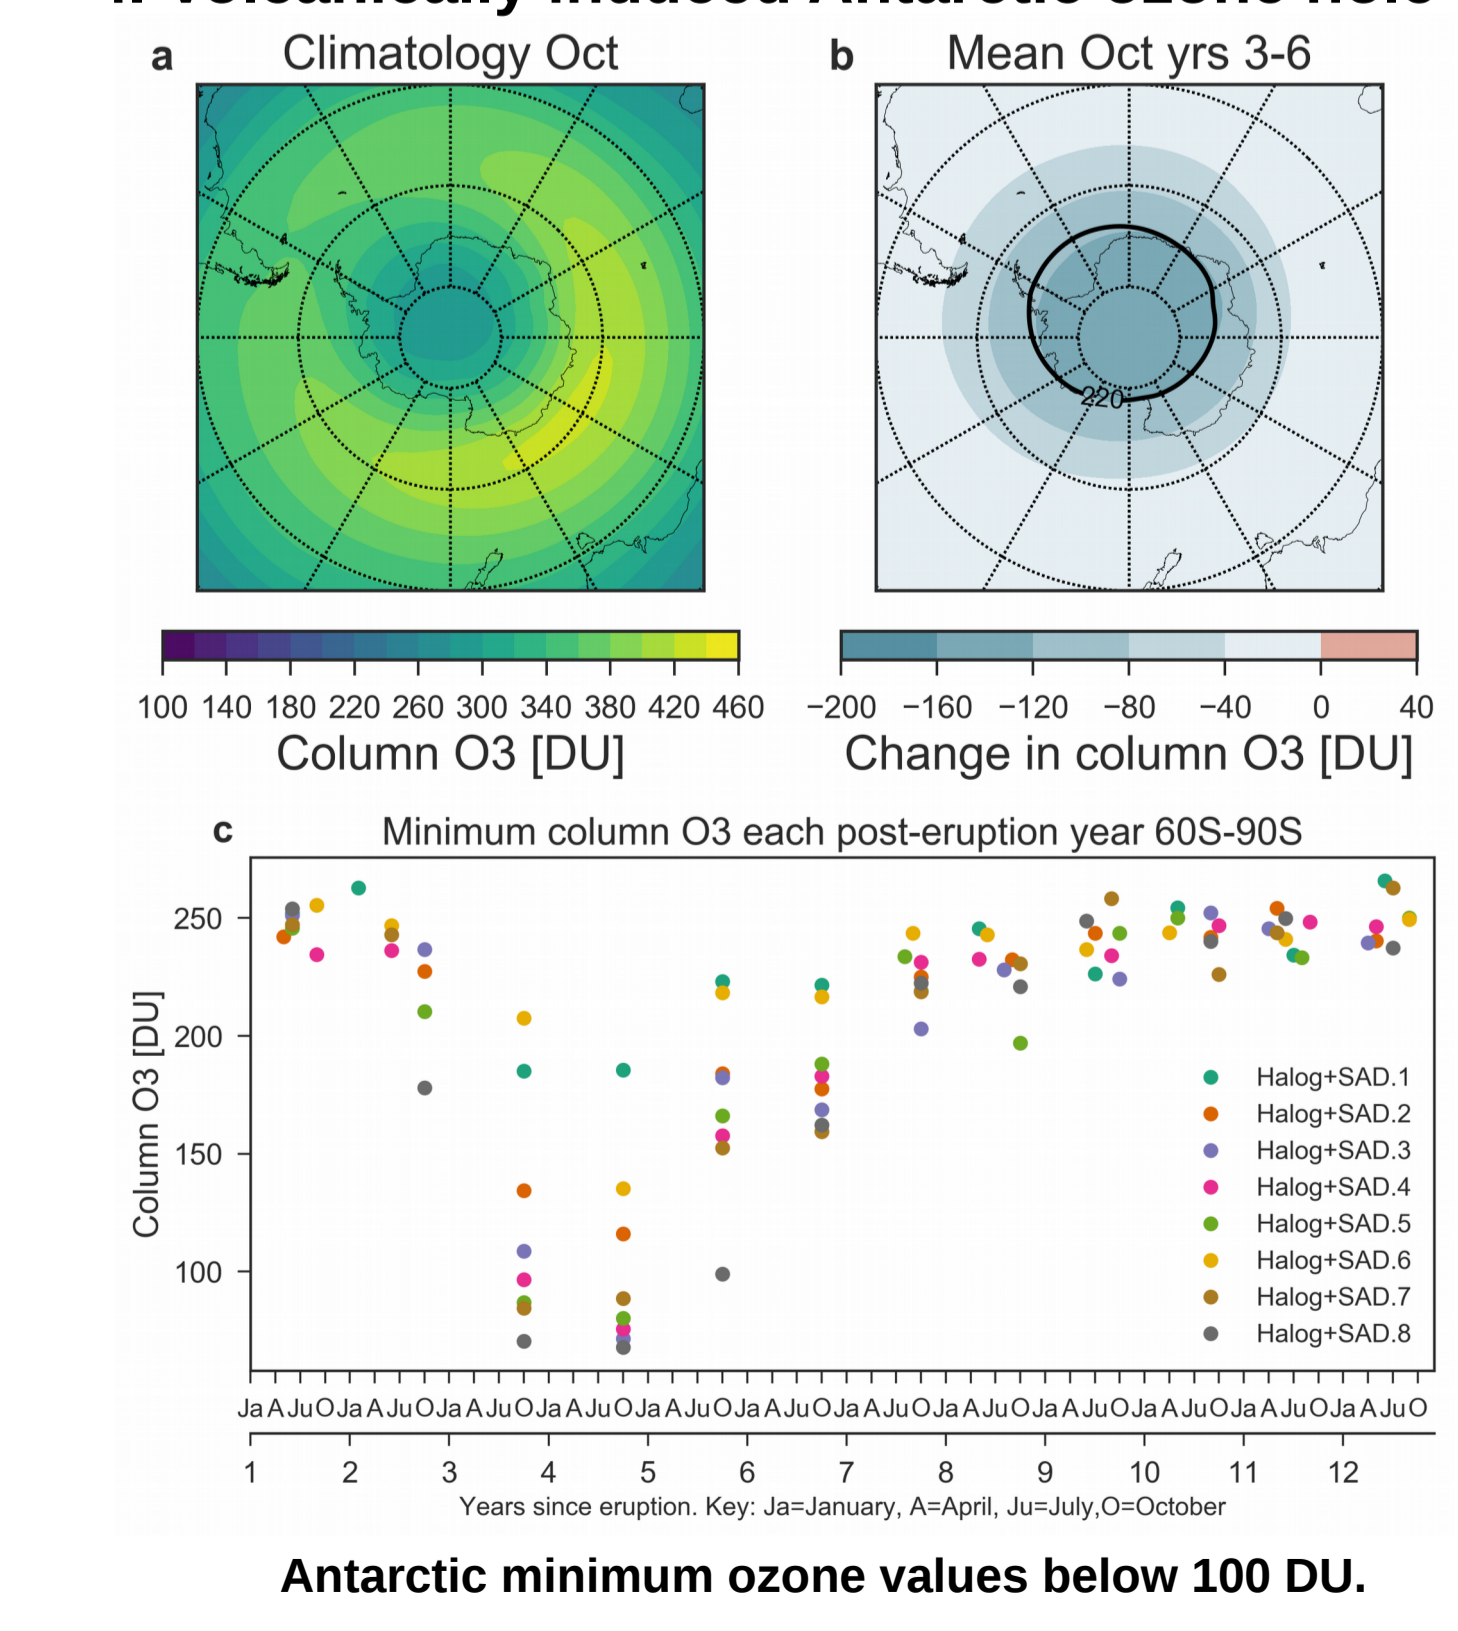 a Climatology Oct
b Mean Oct yrs 3-6
220
100 140 180 220 260 300 340 380 420 460
Column O3 [DU]
−200 −160 −120 −80 −40 0 40
Change in column O3 [DU]
c Minimum column O3 each post-eruption year 60S-90S
Column O3 [DU]
250
200
150
100
Halog+SAD.1
Halog+SAD.2
Halog+SAD.3
Halog+SAD.4
Halog+SAD.5
Halog+SAD.6
Halog+SAD.7
Halog+SAD.8
Ja A Ju O Ja A Ju O Ja A Ju O Ja A Ju O Ja A Ju O Ja A Ju O Ja A Ju O Ja A Ju O Ja A Ju O Ja A Ju O Ja A Ju O Ja A Ju O
1 2 3 4 5 6 7 8 9 10 11 12
Years since eruption. Key: Ja=January, A=April, Ju=July,O=October
Antarctic minimum ozone values below 100 DU.